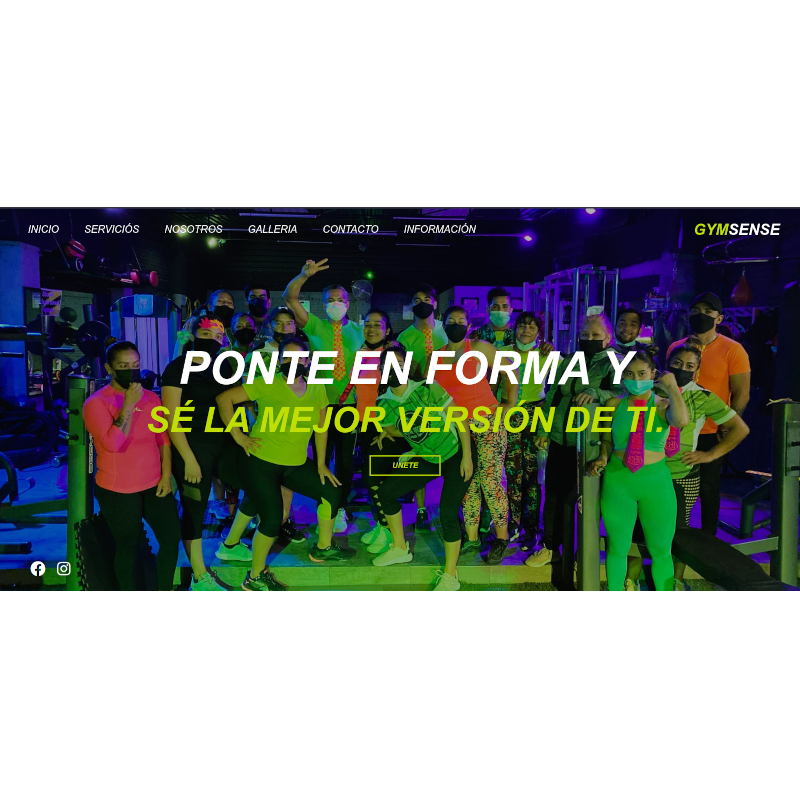 INICIO SERVICIÓS NOSOTROS GALLERIA CONTACTO INFORMACIÓN GYMSENSE
PONTE EN FORMA Y
SÉ LA MEJOR VERSIÓN DE TI.
UNETE